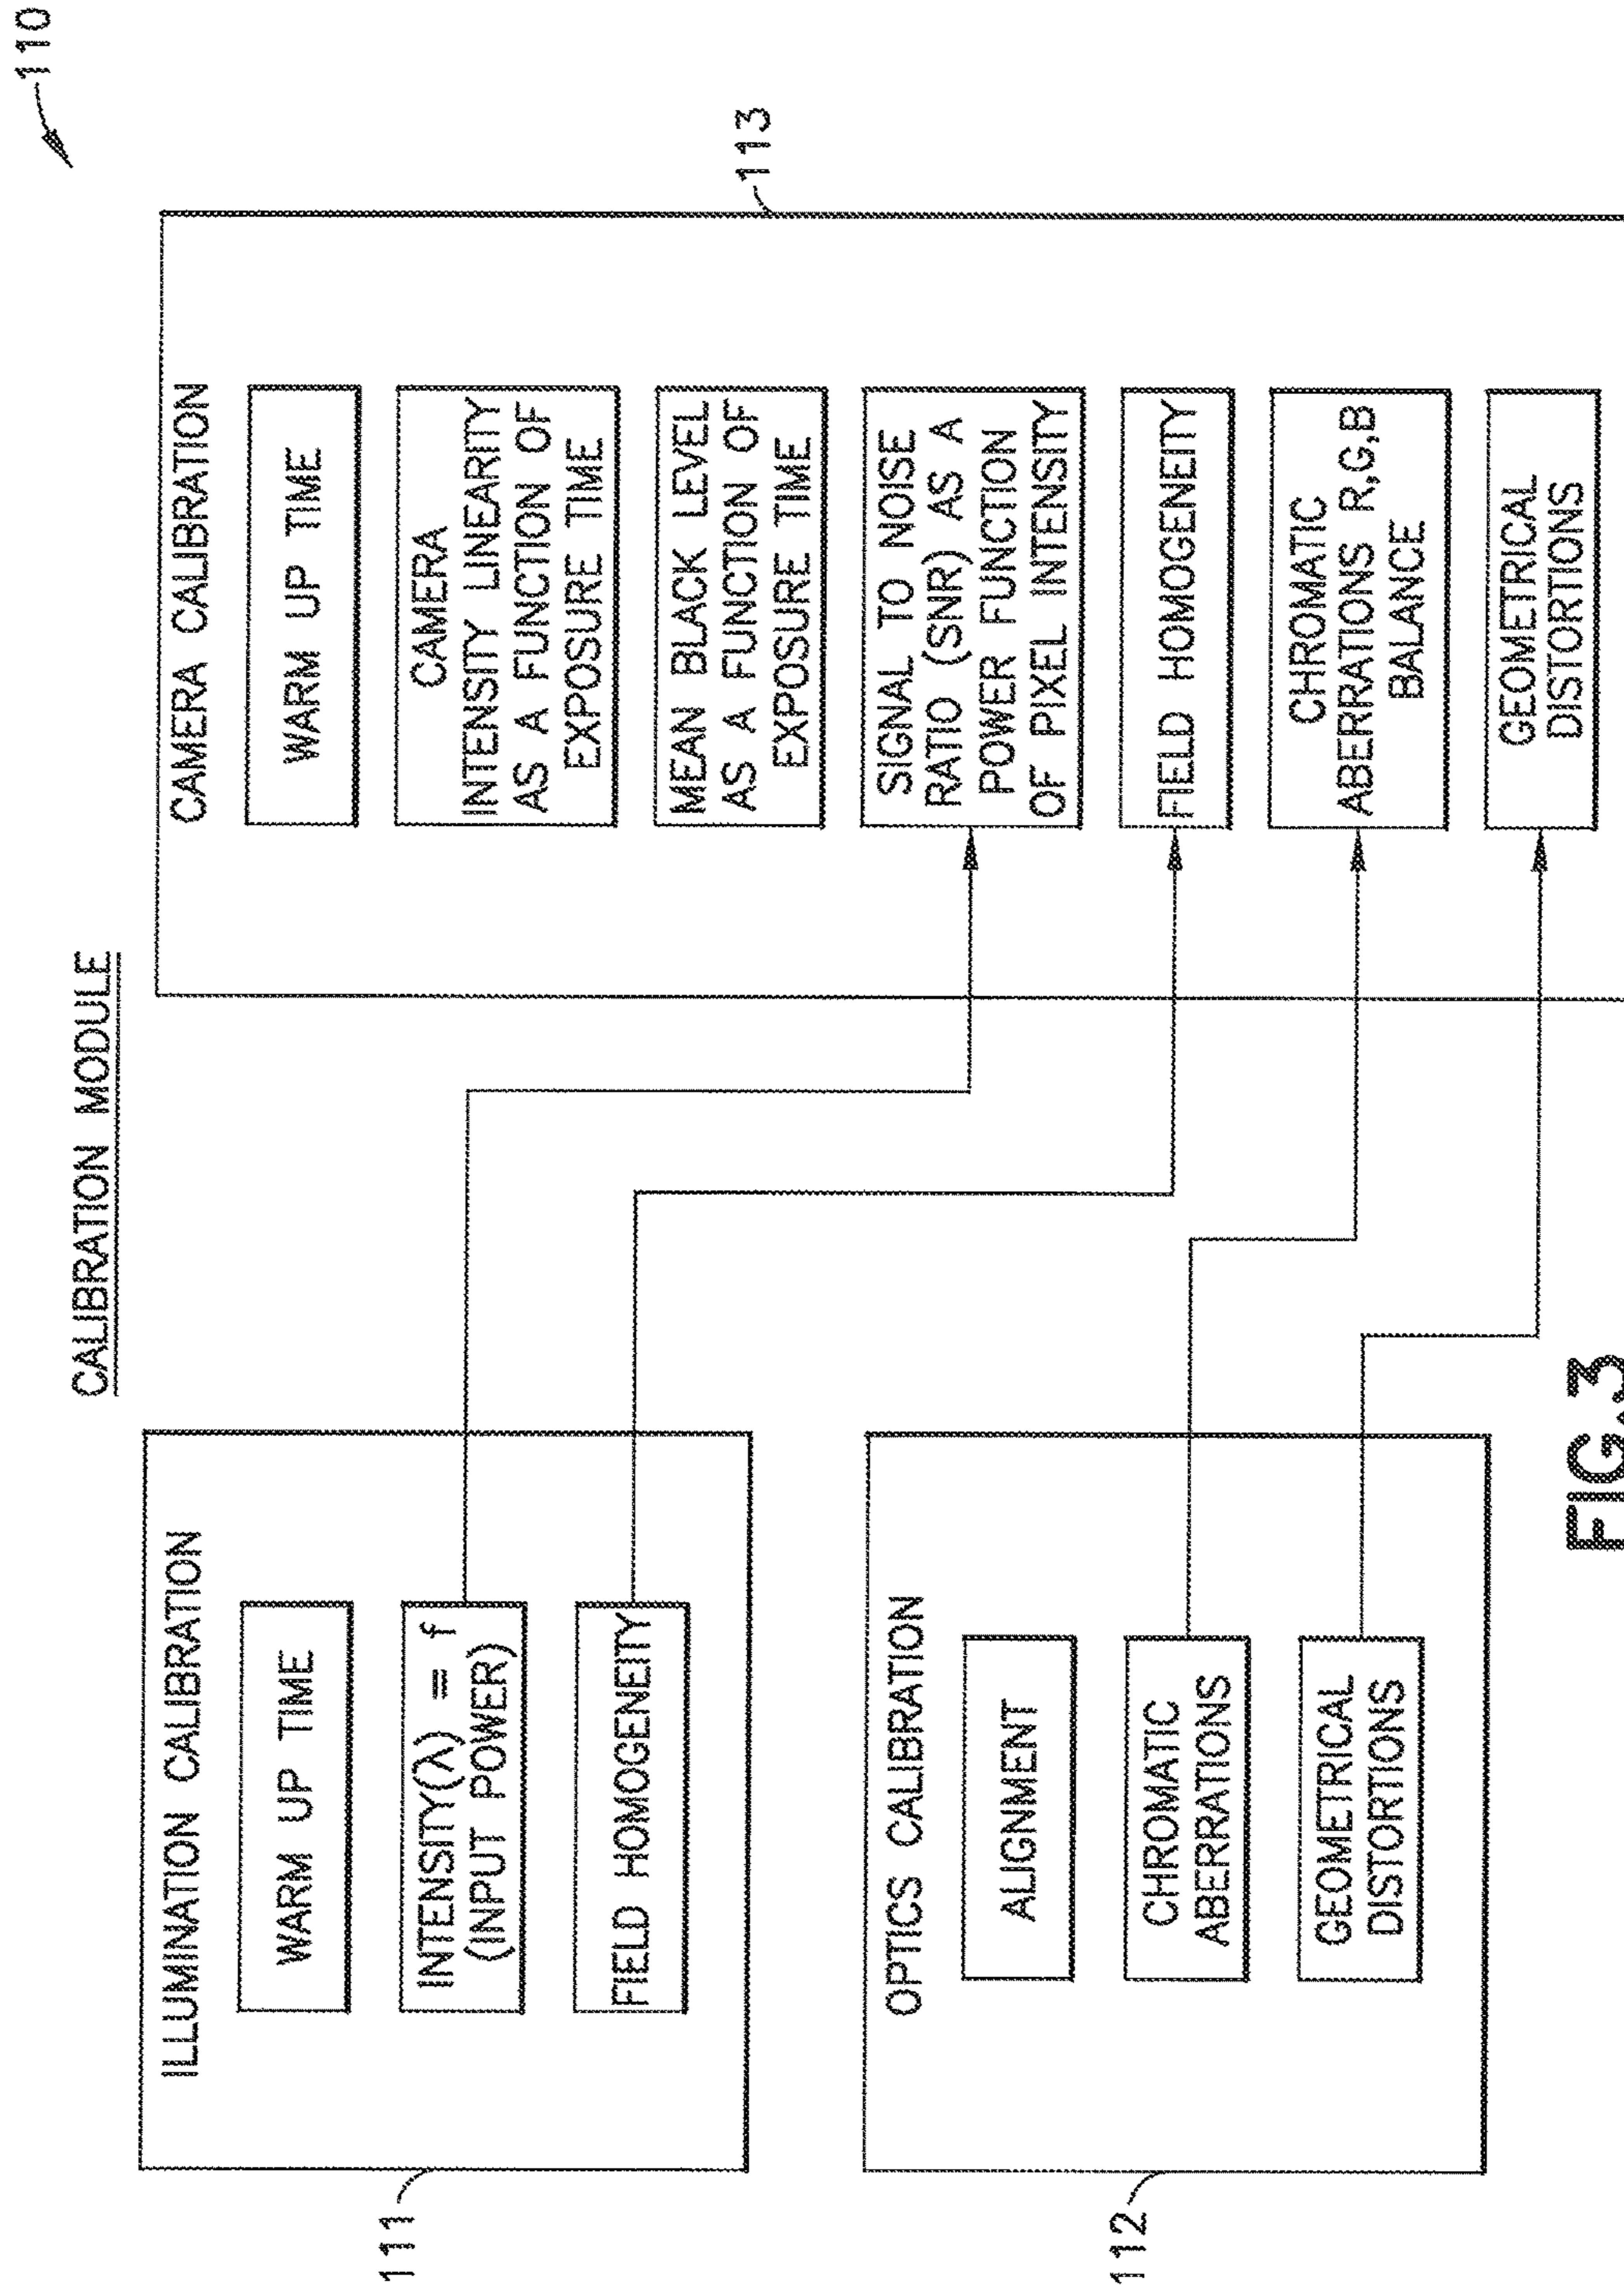 110
CALIBRATION MODULE
111
ILLUMINATION CALIBRATION
WARM UP TIME
INTENSITY(λ) = f
(INPUT POWER)
FIELD HOMOGENEITY
112
OPTICS CALIBRATION
ALIGNMENT
CHROMATIC
ABERRATIONS
GEOMETRICAL
DISTORTIONS
113
CAMERA CALIBRATION
WARM UP TIME
CAMERA
INTENSITY LINEARITY
AS A FUNCTION OF
EXPOSURE TIME
MEAN BLACK LEVEL
AS A FUNCTION OF
EXPOSURE TIME
SIGNAL TO NOISE
RATIO (SNR) AS A
POWER FUNCTION
OF PIXEL INTENSITY
FIELD HOMOGENEITY
CHROMATIC
ABERRATIONS R,G,B
BALANCE
GEOMETRICAL
DISTORTIONS
FIG.3